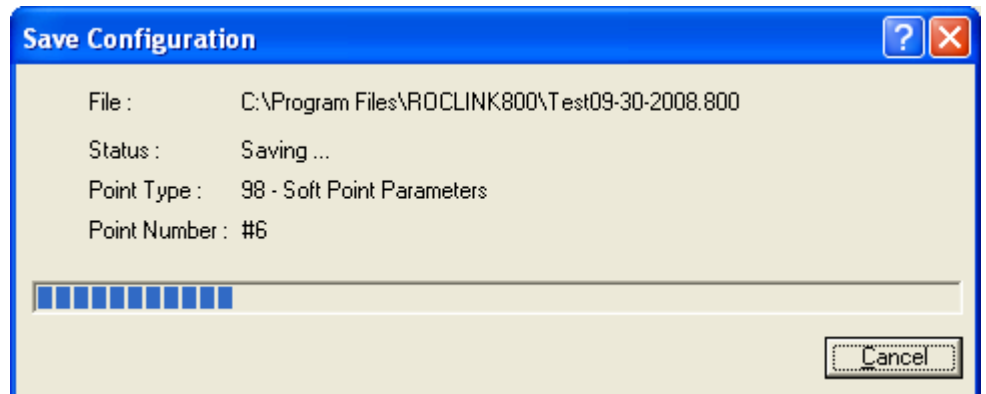 Save Configuration
File : C:\Program Files\ROCLINK800\Test09-30-2008.800
Status : Saving ...
Point Type : 98 - Soft Point Parameters
Point Number : #6
Cancel